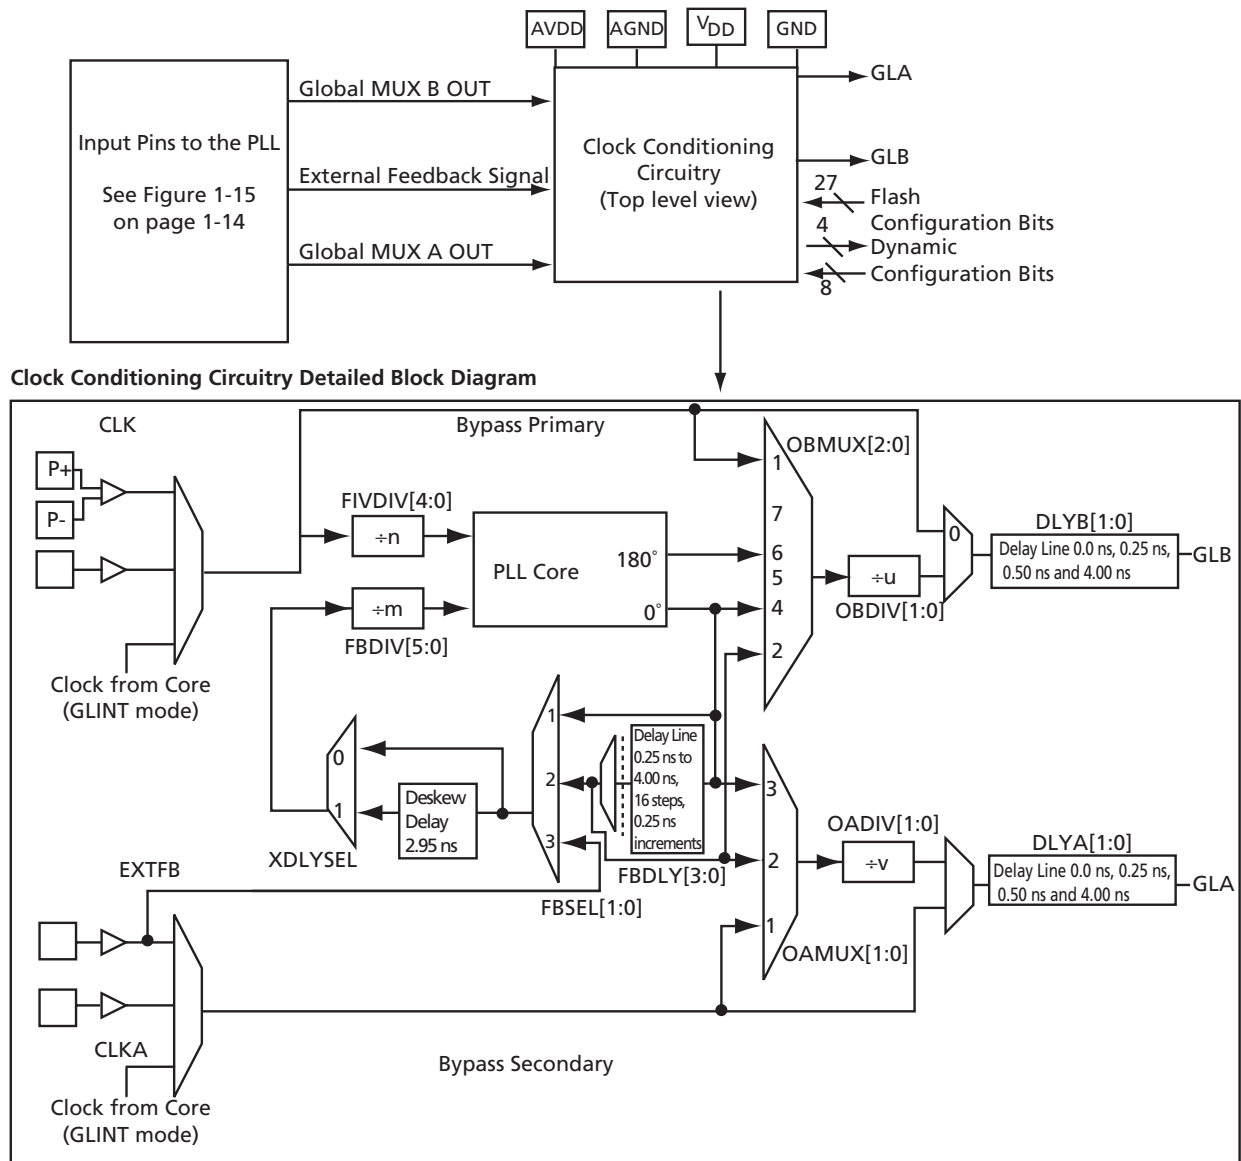 AVDD
AGND
VDD
GND
Input Pins to the PLL
See Figure 1-15
on page 1-14
Global MUX B OUT
External Feedback Signal
Global MUX A OUT
Clock Conditioning
Circuitry
(Top level view)
GLA
GLB
27
Flash
Configuration Bits
4
Dynamic
Configuration Bits
8
Clock Conditioning Circuitry Detailed Block Diagram
CLK
Bypass Primary
P+
P-
Clock from Core
(GLINT mode)
FIVDIV[4:0]
÷n
÷m
FBDIV[5:0]
PLL Core
180°
0°
OBMUX[2:0]
1
7
6
5
4
2
÷u
OBDIV[1:0]
0
DLYB[1:0]
Delay Line 0.0 ns, 0.25 ns,
0.50 ns and 4.00 ns
GLB
0
1
XDLYSEL
Deskew
Delay
2.95 ns
1
2
3
FBSEL[1:0]
Delay Line
0.25 ns to
4.00 ns,
16 steps,
0.25 ns
increments
FBDLY[3:0]
3
2
1
OAMUX[1:0]
OADIV[1:0]
÷v
DLYA[1:0]
Delay Line 0.0 ns, 0.25 ns,
0.50 ns and 4.00 ns
GLA
EXTFB
CLKA
Clock from Core
(GLINT mode)
Bypass Secondary